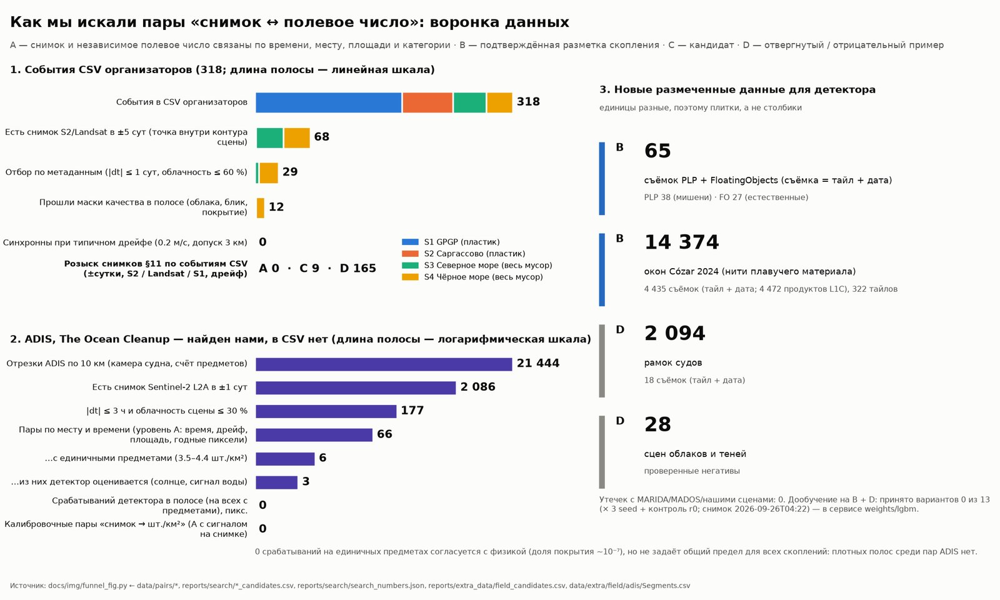 Как мы искали пары «снимок ↔ полевое число»: воронка данных
A — снимок и независимое полевое число связаны по времени, месту, площади и категории · B — подтверждённая разметка скопления · C — кандидат · D — отвергнутый / отрицательный пример
1. События CSV организаторов (318; длина полосы — линейная шкала)
События в CSV организаторов
318
Есть снимок S2/Landsat в ±5 сут (точка внутри контура
сцены)
68
Отбор по метаданным (|dt| ≤ 1 сут, облачность ≤ 60 %)
29
Прошли маски качества в полосе (облака, блик,
покрытие)
12
Синхронны при типичном дрейфе (0.2 м/с, допуск 3 км)
0
Розыск снимков §11 по событиям CSV
(±сутки, S2 / Landsat / S1, дрейф)
A 0 · C 9 · D 165
S1 GPGP (пластик)
S2 Саргассово (пластик)
S3 Северное море (весь мусор)
S4 Чёрное море (весь мусор)
2. ADIS, The Ocean Cleanup — найден нами, в CSV нет (длина полосы — логарифмическая шкала)
Отрезки ADIS по 10 км (камера судна, счёт предметов)
21 444
Есть снимок Sentinel-2 L2A в ±1 сут
2 086
|dt| ≤ 3 ч и облачность сцены ≤ 30 %
177
Пары по месту и времени (уровень A: время, дрейф,
площадь, годные пиксели)
66
…с единичными предметами (3.5–4.4 шт./км²)
6
…из них детектор оценивается (солнце, сигнал воды)
3
Срабатываний детектора в полосе (на всех с
предметами), пикс.
0
Калибровочные пары «снимок → шт./км²» (A с сигналом
на снимке)
0
0 срабатываний на единичных предметах согласуется с физикой (доля покрытия ~10⁻⁷), но не задаёт общий предел для всех скоплений: плотных полос среди пар ADIS нет.
3. Новые размеченные данные для детектора
единицы разные, поэтому плитки, а не столбики
B
65
съёмок PLP + FloatingObjects (съёмка = тайл + дата)
PLP 38 (мишени) · FO 27 (естественные)
B
14 374
окон Cózar 2024 (нити плавучего материала)
4 435 съёмок (тайл + дата; 4 472 продуктов L1C), 322 тайлов
D
2 094
рамок судов
18 съёмок (тайл + дата)
D
28
сцен облаков и теней
проверенные негативы
Утечек с MARIDA/MADOS/нашими сценами: 0. Дообучение на B + D: принято вариантов 0 из 13
(× 3 seed + контроль r0; снимок 2026-09-26T04:22) — в сервисе weights/lgbm.
Источник: docs/img/funnel_fig.py ← data/pairs/*, reports/search/*_candidates.csv, reports/search/search_numbers.json, reports/extra_data/field_candidates.csv, data/extra/field/adis/Segments.csv